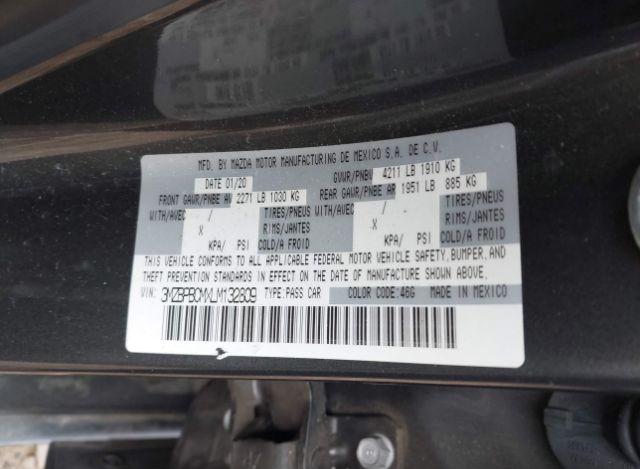 MFD. BY MAZDA MOTOR MANUFACTURING DE MEXICO S.A. DE C.V.
DATE 01/20 GVWR/PNBV 4211 LB 1910 KG
FRONT GAWR/PNBE AV 2271 LB 1030 KG REAR GAWR/PNBE AR 1951 LB 885 KG
WITH/AVEC / TIRES/PNEUS WITH/AVEC / TIRES/PNEUS
X RIMS/JANTES X RIMS/JANTES
KPA/ PSI COLD/A FROID KPA/ PSI COLD/A FROID
THIS VEHICLE CONFORMS TO ALL APPLICABLE FEDERAL MOTOR VEHICLE SAFETY, BUMPER, AND
THEFT PREVENTION STANDARDS IN EFFECT ON THE DATE OF MANUFACTURE SHOWN ABOVE.
VIN: 3MZBPBCMXLM132809 TYPE: PASS CAR COLOR CODE: 46G MADE IN MEXICO